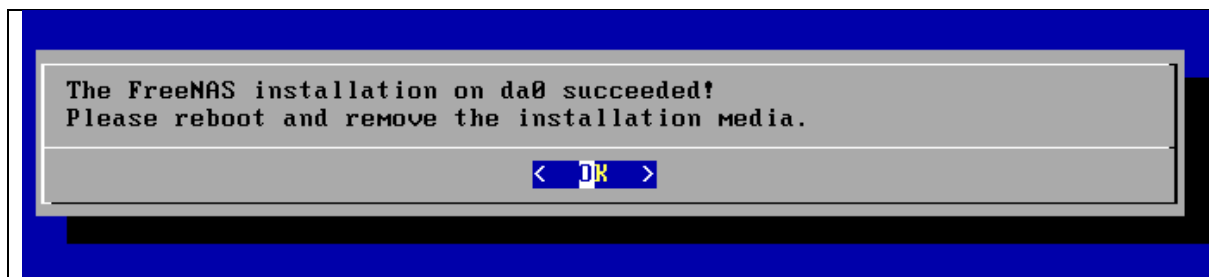 The FreeNAS installation on da0 succeeded!
Please reboot and remove the installation media.
< OK >